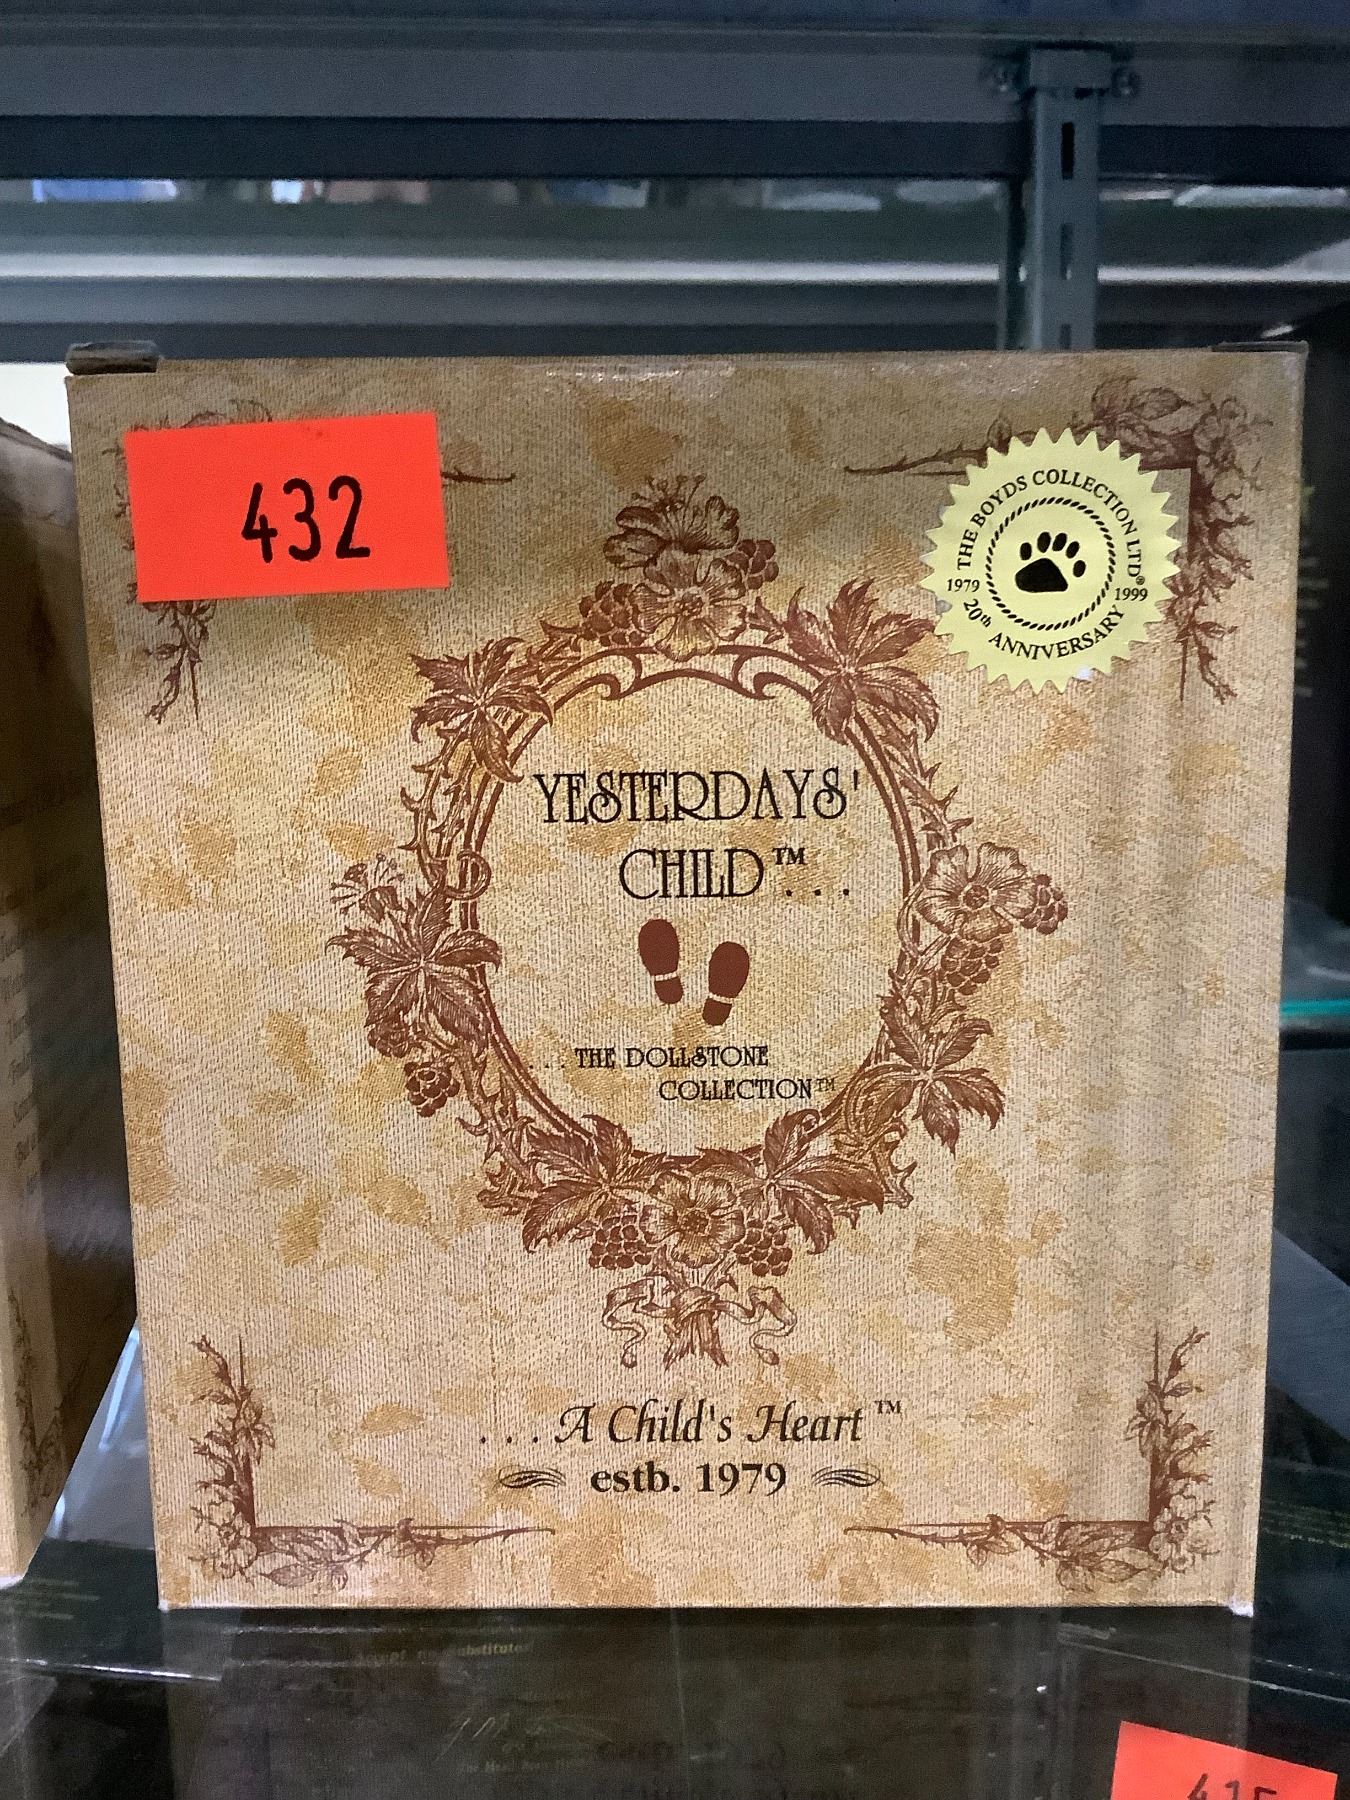 432
THE BOYDS COLLECTION LTD®
1979 1999
20th ANNIVERSARY
YESTERDAYS'
CHILD™...
...THE DOLLSTONE
COLLECTION™
...A Child's Heart™
estb. 1979